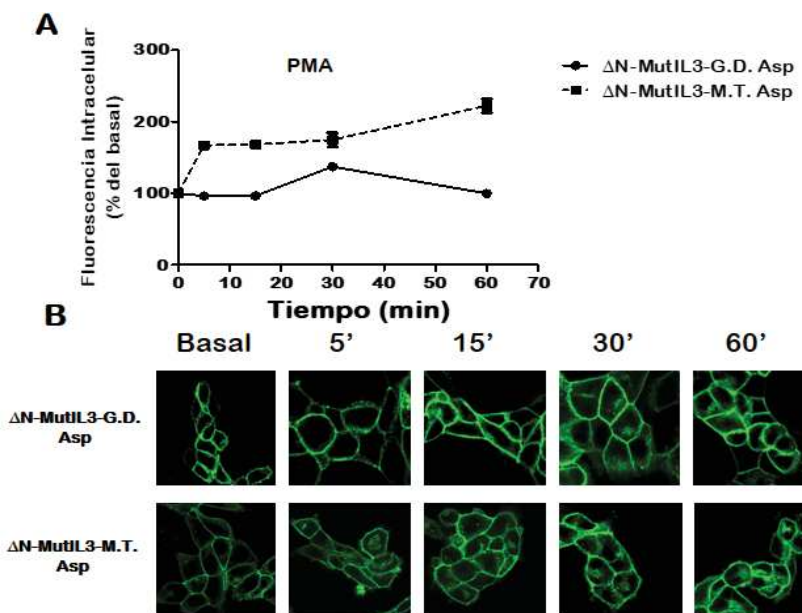 A
300
200
100
0
Fluorescencia Intracelular
(% del basal)
PMA
0 10 20 30 40 50 60 70
Tiempo (min)
ΔN-MutIL3-G.D. Asp
ΔN-MutIL3-M.T. Asp
B
Basal 5' 15' 30' 60'
ΔN-MutIL3-G.D.
Asp
ΔN-MutIL3-M.T.
Asp